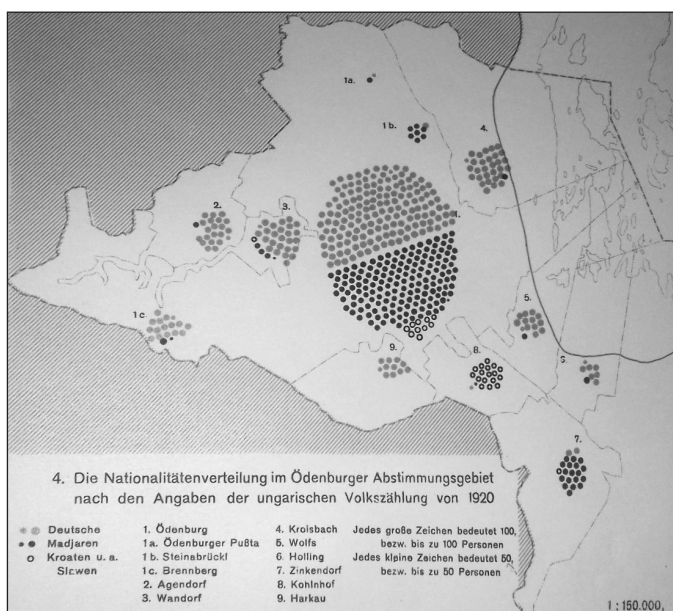 1a.
1b.
4.
2.
3.
1.
1c.
5.
9.
8.
6.
7.
4. Die Nationalitätenverteilung im Ödenburger Abstimmungsgebiet
nach den Angaben der ungarischen Volkszählung von 1920
Deutsche
Madjaren
Kroaten u. a.
Slawen
1. Ödenburg
1a. Ödenburger Pußta
1b. Steinabrückl
1c. Brennberg
2. Agendorf
3. Wandorf
4. Kroisbach
5. Wolfs
6. Holling
7. Zinkendorf
8. Kohlnhof
9. Harkau
Jedes große Zeichen bedeutet 100,
bezw. bis zu 100 Personen
Jedes kleine Zeichen bedeutet 50,
bezw. bis zu 50 Personen
1 : 150.000,